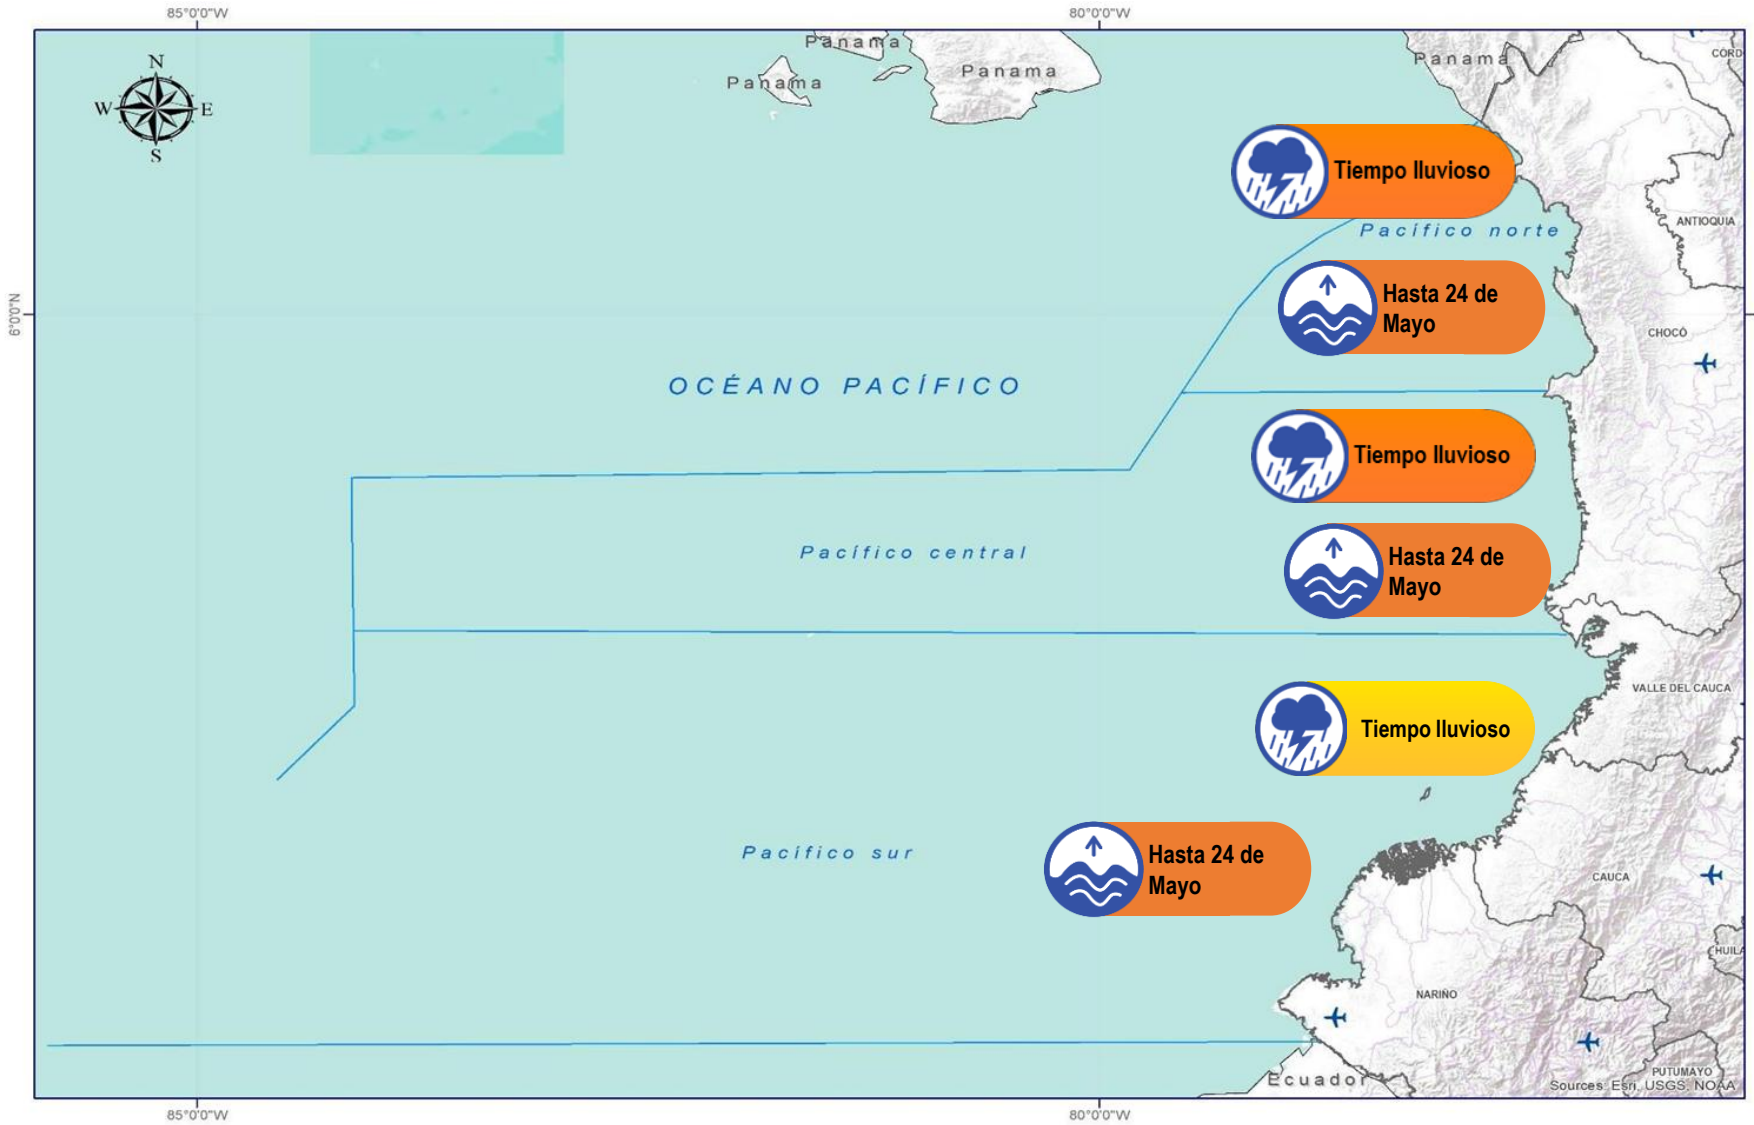 85°0'0"W
80°0'0"W
N
W
E
S
Panama
Panama
Panama
Panama
CORD
Tiempo lluvioso
Pacífico norte
ANTIOQUIA
Hasta 24 de
Mayo
6°0'0"N
CHOCÓ
OCÉANO PACÍFICO
Tiempo lluvioso
Pacífico central
Hasta 24 de
Mayo
VALLE DEL CAUCA
Tiempo lluvioso
Pacífico sur
Hasta 24 de
Mayo
CAUCA
HUILA
NARIÑO
Ecuador
PUTUMAYO
Sources: Esri, USGS, NOAA
85°0'0"W
80°0'0"W